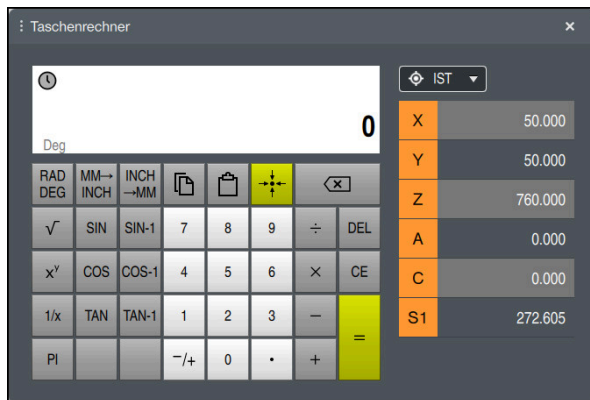 Taschenrechner ×
IST
0
Deg
X 50.000
Y 50.000
Z 760.000
A 0.000
C 0.000
S1 272.605
RAD DEG MM→ INCH INCH →MM
√ SIN SIN-1 7 8 9 ÷ DEL
xʸ COS COS-1 4 5 6 × CE
1/x TAN TAN-1 1 2 3 − =
PI −/+ 0 . +